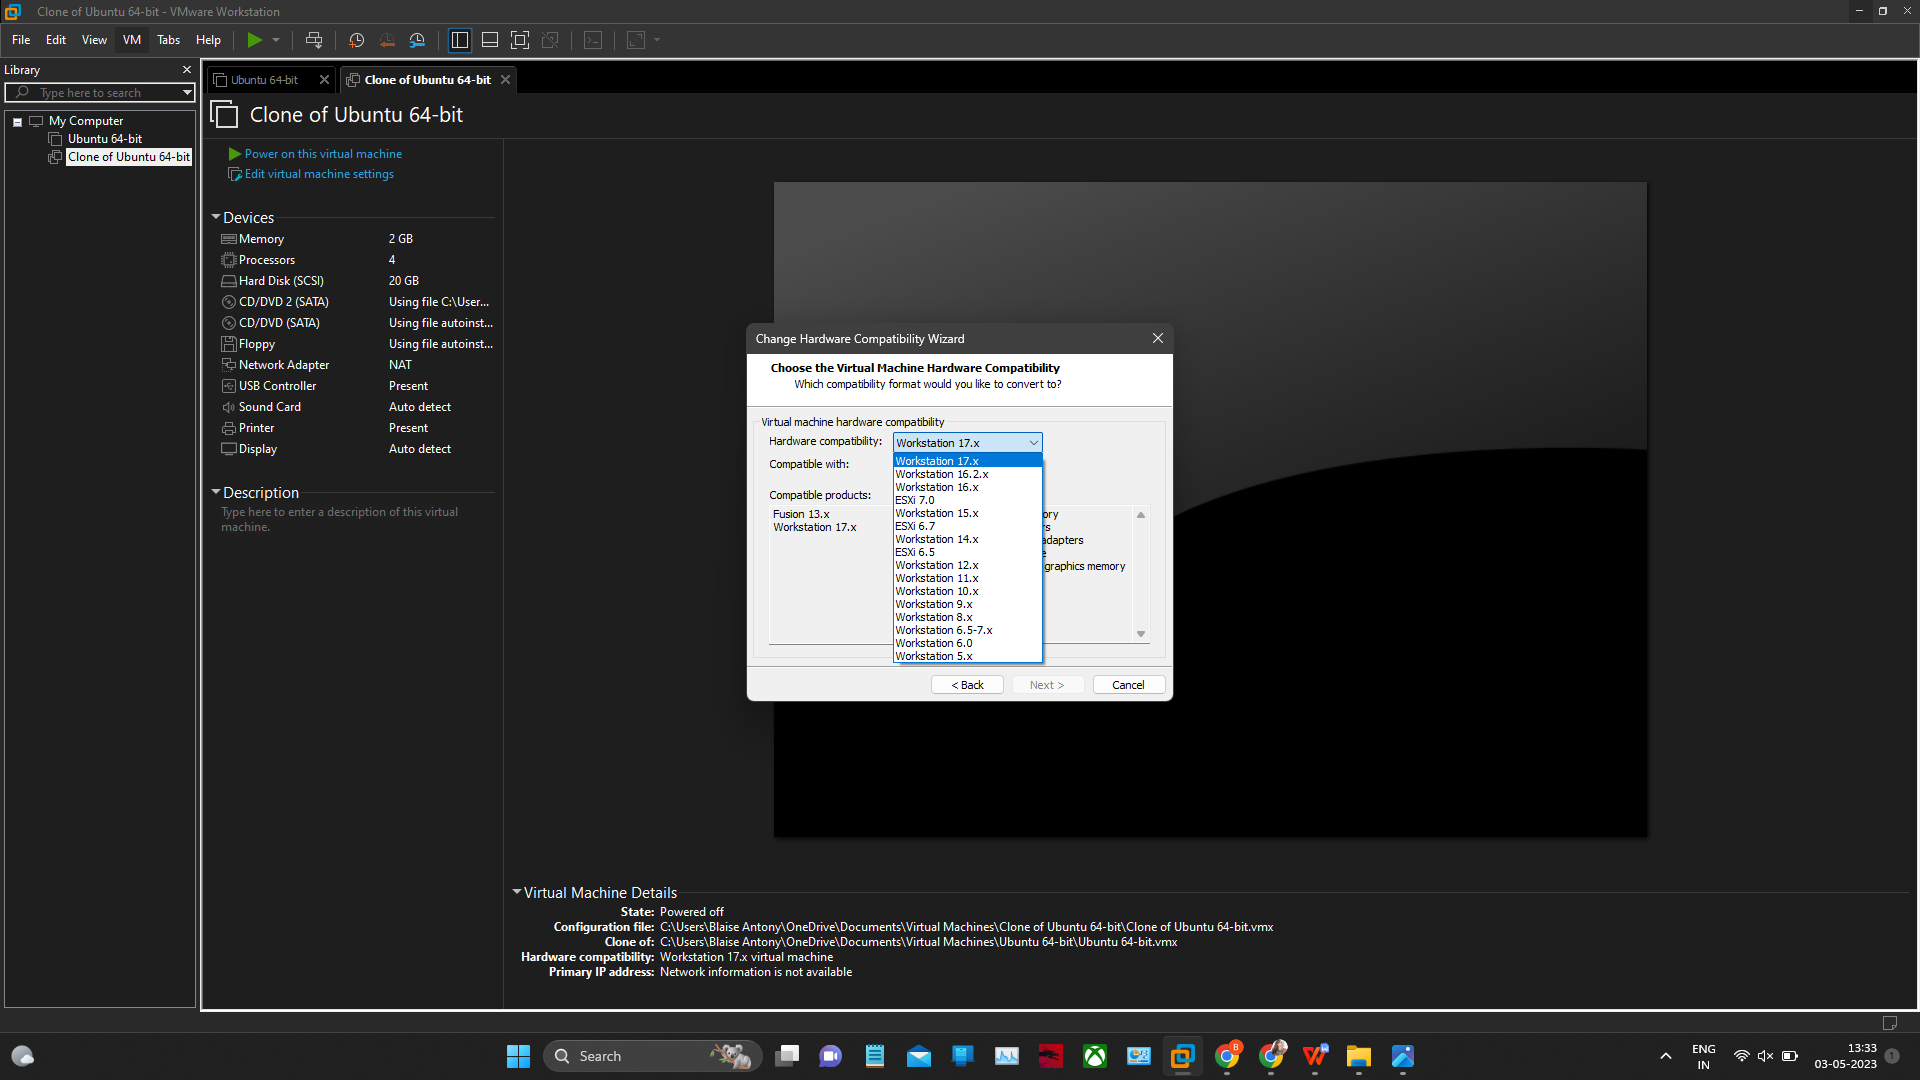 Clone of Ubuntu 64-bit - VMware Workstation
File Edit View VM Tabs Help
Library
Type here to search
My Computer
Ubuntu 64-bit
Clone of Ubuntu 64-bit
Ubuntu 64-bit
Clone of Ubuntu 64-bit
Clone of Ubuntu 64-bit
Power on this virtual machine
Edit virtual machine settings
Devices
Memory 2 GB
Processors 4
Hard Disk (SCSI) 20 GB
CD/DVD 2 (SATA) Using file C:\User...
CD/DVD (SATA) Using file autoinst...
Floppy Using file autoinst...
Network Adapter NAT
USB Controller Present
Sound Card Auto detect
Printer Present
Display Auto detect
Description
Type here to enter a description of this virtual
machine.
Change Hardware Compatibility Wizard
Choose the Virtual Machine Hardware Compatibility
Which compatibility format would you like to convert to?
Virtual machine hardware compatibility
Hardware compatibility: Workstation 17.x
Compatible with:
Compatible products:
Fusion 13.x
Workstation 17.x
Workstation 17.x
Workstation 16.2.x
Workstation 16.x
ESXi 7.0
Workstation 15.x
ESXi 6.7
Workstation 14.x
ESXi 6.5
Workstation 12.x
Workstation 11.x
Workstation 10.x
Workstation 9.x
Workstation 8.x
Workstation 6.5-7.x
Workstation 6.0
Workstation 5.x
ory
rs
adapters
e
graphics memory
< Back Next > Cancel
Virtual Machine Details
State: Powered off
Configuration file: C:\Users\Blaise Antony\OneDrive\Documents\Virtual Machines\Clone of Ubuntu 64-bit\Clone of Ubuntu 64-bit.vmx
Clone of: C:\Users\Blaise Antony\OneDrive\Documents\Virtual Machines\Ubuntu 64-bit\Ubuntu 64-bit.vmx
Hardware compatibility: Workstation 17.x virtual machine
Primary IP address: Network information is not available
Search
B
ENG
IN
13:33
03-05-2023
1